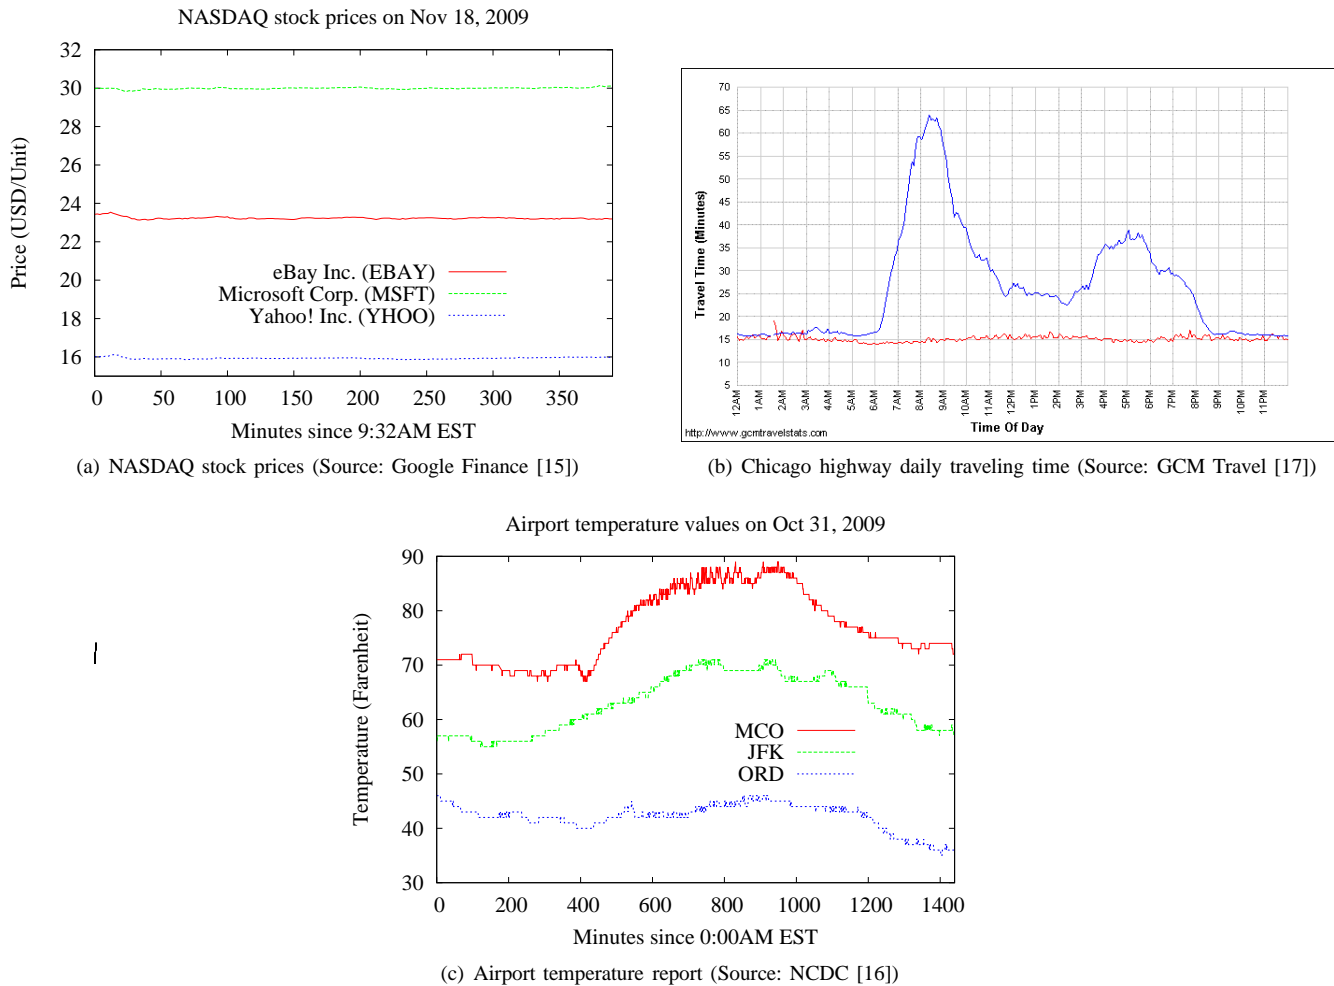 NASDAQ stock prices on Nov 18, 2009
32
30
28
26
24
22
20
18
16
14
Price (USD/Unit)
eBay Inc. (EBAY)
Microsoft Corp. (MSFT)
Yahoo! Inc. (YHOO)
0 50 100 150 200 250 300 350
Minutes since 9:32AM EST
(a) NASDAQ stock prices (Source: Google Finance [15])
70
65
60
55
50
45
40
35
30
25
20
15
10
5
Travel Time (Minutes)
12AM 1AM 2AM 3AM 4AM 5AM 6AM 7AM 8AM 9AM 10AM 11AM 12PM 1PM 2PM 3PM 4PM 5PM 6PM 7PM 8PM 9PM 10PM 11PM
Time Of Day
http://www.gcmtravelstats.com
(b) Chicago highway daily traveling time (Source: GCM Travel [17])
Airport temperature values on Oct 31, 2009
90
80
70
60
50
40
30
Temperature (Farenheit)
MCO
JFK
ORD
0 200 400 600 800 1000 1200 1400
Minutes since 0:00AM EST
(c) Airport temperature report (Source: NCDC [16])